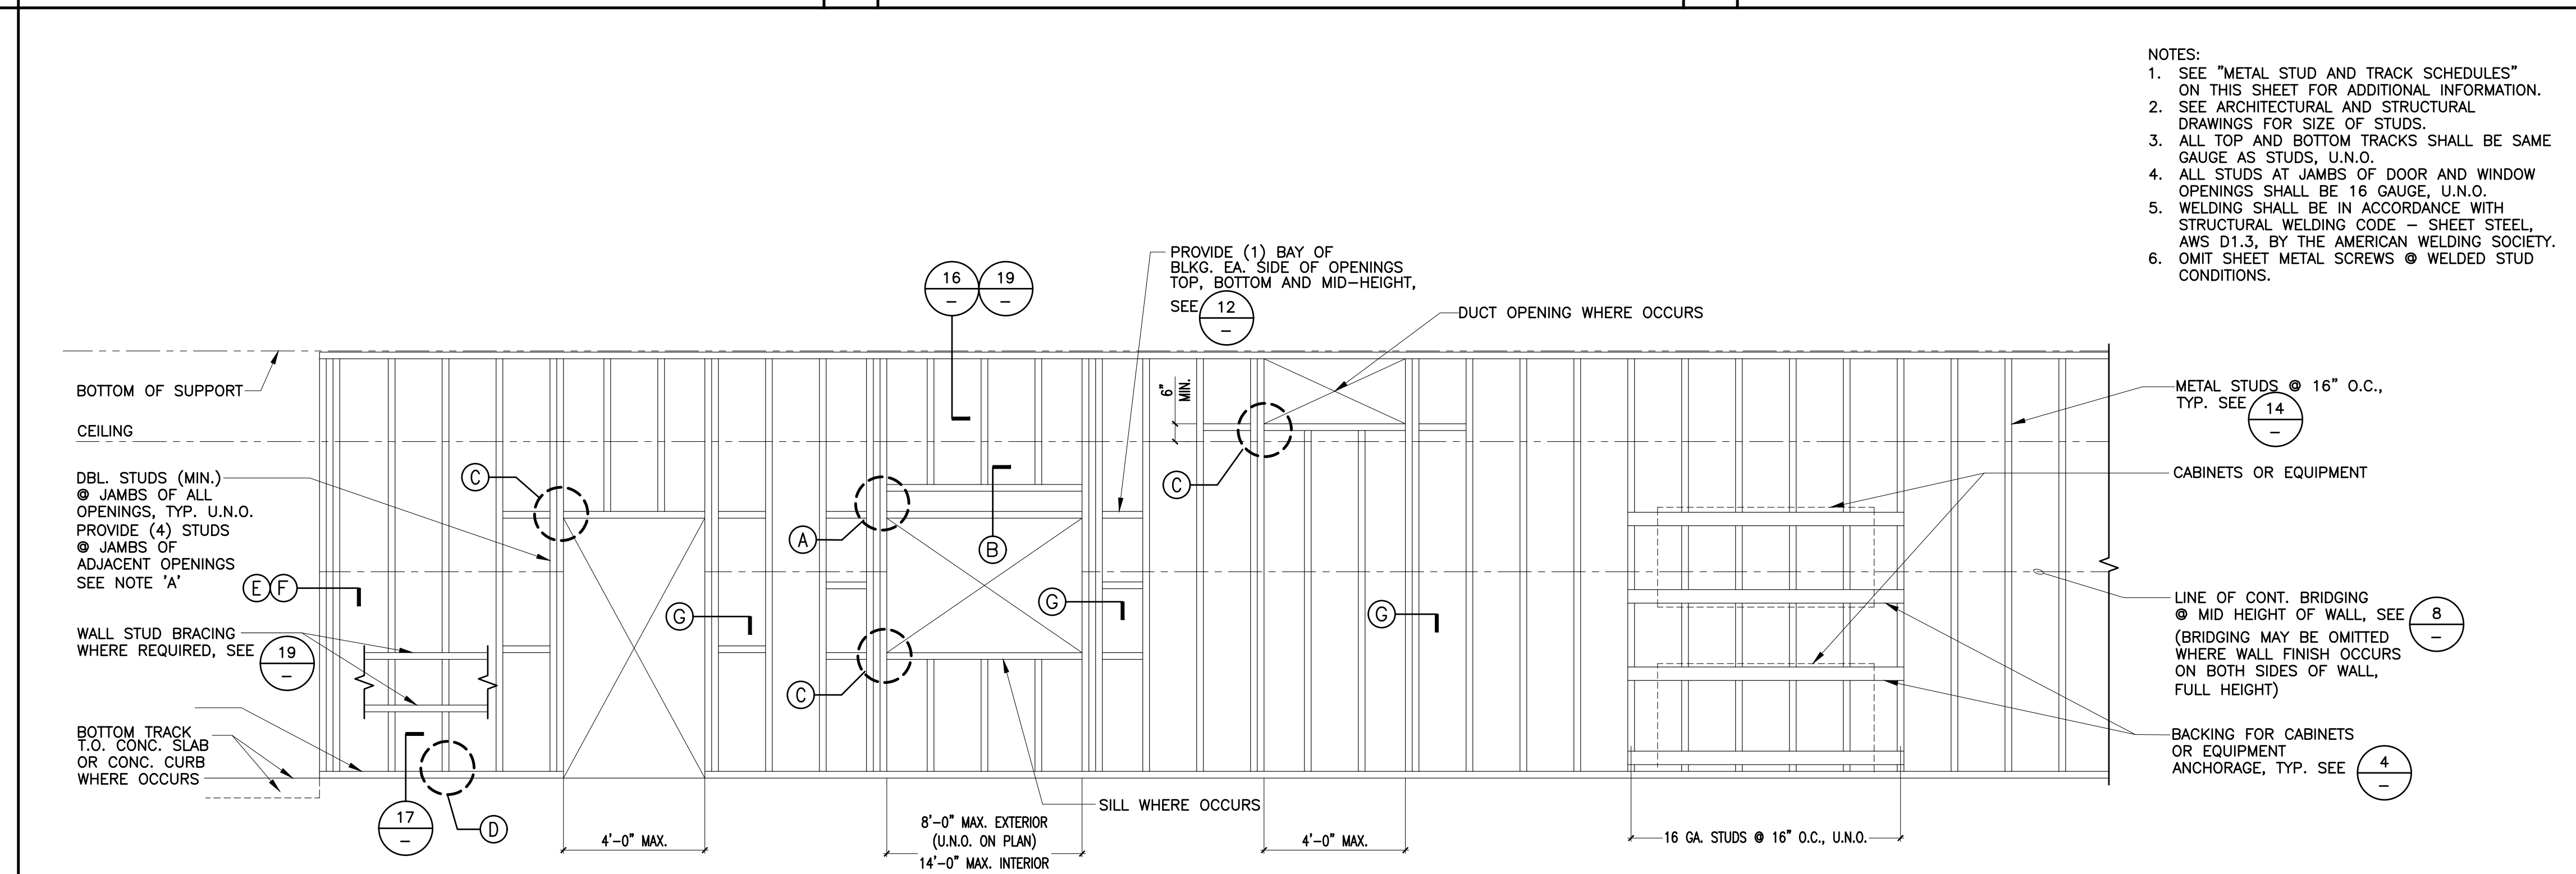 NOTES:
1. SEE "METAL STUD AND TRACK SCHEDULES"
ON THIS SHEET FOR ADDITIONAL INFORMATION.
2. SEE ARCHITECTURAL AND STRUCTURAL
DRAWINGS FOR SIZE OF STUDS.
3. ALL TOP AND BOTTOM TRACKS SHALL BE SAME
GAUGE AS STUDS, U.N.O.
4. ALL STUDS AT JAMBS OF DOOR AND WINDOW
OPENINGS SHALL BE 16 GAUGE, U.N.O.
5. WELDING SHALL BE IN ACCORDANCE WITH
STRUCTURAL WELDING CODE – SHEET STEEL,
AWS D1.3, BY THE AMERICAN WELDING SOCIETY.
6. OMIT SHEET METAL SCREWS @ WELDED STUD
CONDITIONS.
PROVIDE (1) BAY OF
BLKG. EA. SIDE OF OPENINGS
TOP, BOTTOM AND MID–HEIGHT,
SEE 12
–
16
–
19
–
DUCT OPENING WHERE OCCURS
BOTTOM OF SUPPORT
6"
MIN.
METAL STUDS @ 16" O.C.,
TYP. SEE 14
–
CEILING
DBL. STUDS (MIN.)
@ JAMBS OF ALL
OPENINGS, TYP. U.N.O.
PROVIDE (4) STUDS
@ JAMBS OF
ADJACENT OPENINGS
SEE NOTE 'A'
C
A
B
C
CABINETS OR EQUIPMENT
E F
G
G
G
LINE OF CONT. BRIDGING
@ MID HEIGHT OF WALL, SEE 8
–
(BRIDGING MAY BE OMITTED
WHERE WALL FINISH OCCURS
ON BOTH SIDES OF WALL,
FULL HEIGHT)
WALL STUD BRACING
WHERE REQUIRED, SEE 19
–
C
BOTTOM TRACK
T.O. CONC. SLAB
OR CONC. CURB
WHERE OCCURS
BACKING FOR CABINETS
OR EQUIPMENT
ANCHORAGE, TYP. SEE 4
–
SILL WHERE OCCURS
17
–
D
4'–0" MAX.
8'–0" MAX. EXTERIOR
(U.N.O. ON PLAN)
14'–0" MAX. INTERIOR
4'–0" MAX.
16 GA. STUDS @ 16" O.C., U.N.O.